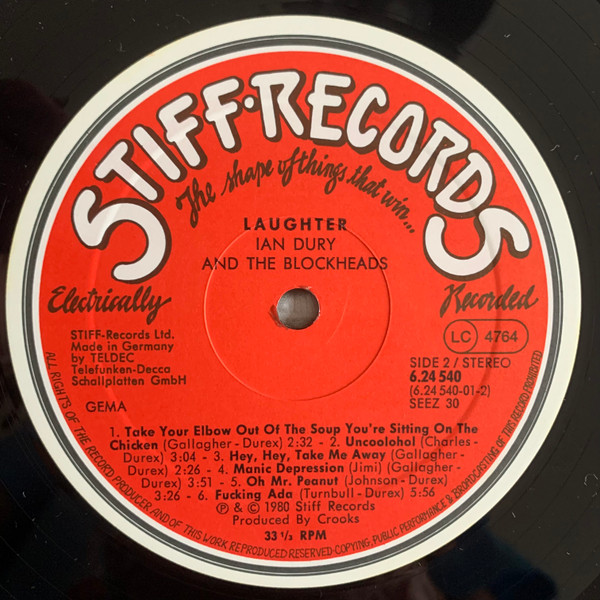 STIFF·RECORDS
The shape of things that win...
LAUGHTER
IAN DURY
AND THE BLOCKHEADS
Electrically
Recorded
STIFF-Records Ltd.
Made in Germany
by TELDEC
Telefunken-Decca
Schallplatten GmbH
GEMA
LC 4764
SIDE 2 / STEREO
6.24 540
(6.24 540-01-2)
SEEZ 30
1. Take Your Elbow Out Of The Soup You're Sitting On The
Chicken (Gallagher - Durex) 2:32 - 2. Uncoolohol (Charles -
Durex) 3:04 - 3. Hey, Hey, Take Me Away (Gallagher -
Durex) 2:26 - 4. Manic Depression (Jimi) (Gallagher -
Durex) 3:51 - 5. Oh Mr. Peanut (Johnson - Durex)
3:26 - 6. Fucking Ada (Turnbull - Durex) 5:56
℗ & © 1980 Stiff Records
Produced By Crooks
33 1/3 RPM
ALL RIGHTS OF THE RECORD PRODUCER AND OF THIS WORK REPRODUCED RESERVED·COPYING, PUBLIC PERFORMANCE & BROADCASTING OF THIS RECORD PROHIBITED